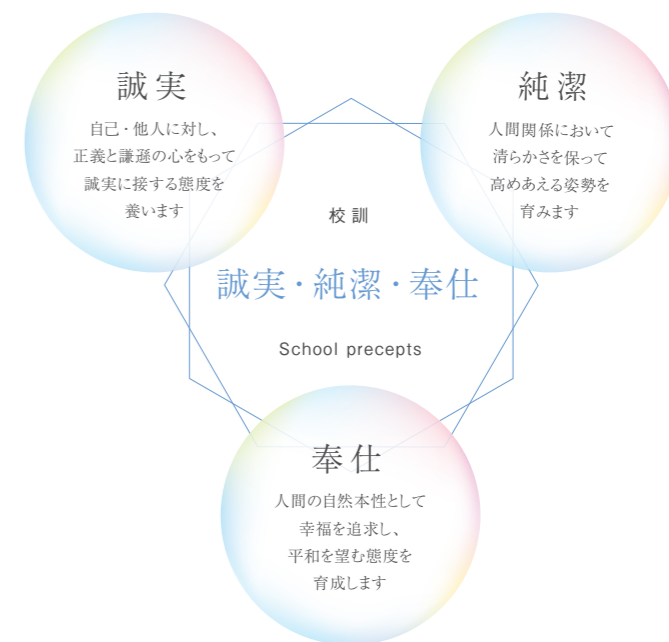 誠実
自己・他人に対し、
正義と謙遜の心をもって
誠実に接する態度を
養います
純潔
人間関係において
清らかさを保って
高めあえる姿勢を
育みます
校訓
誠実・純潔・奉仕
School precepts
奉仕
人間の自然本性として
幸福を追求し、
平和を望む態度を
育成します